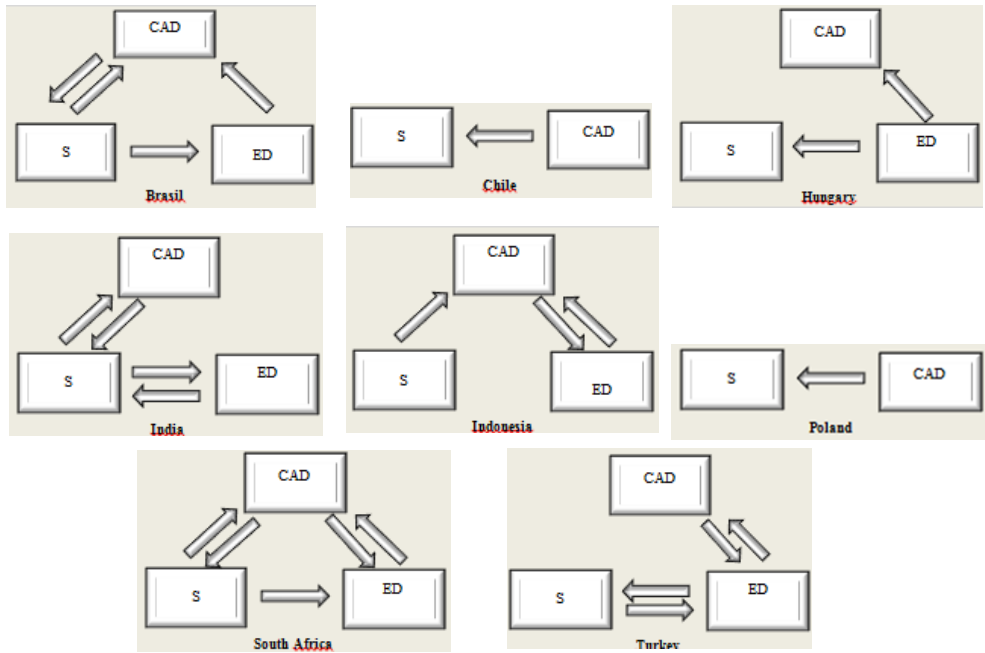 CAD
S
ED
Brasil
S
CAD
Chile
CAD
S
ED
Hungary
CAD
S
ED
India
CAD
S
ED
Indonesia
S
CAD
Poland
CAD
S
ED
South Africa
CAD
S
ED
Turkey